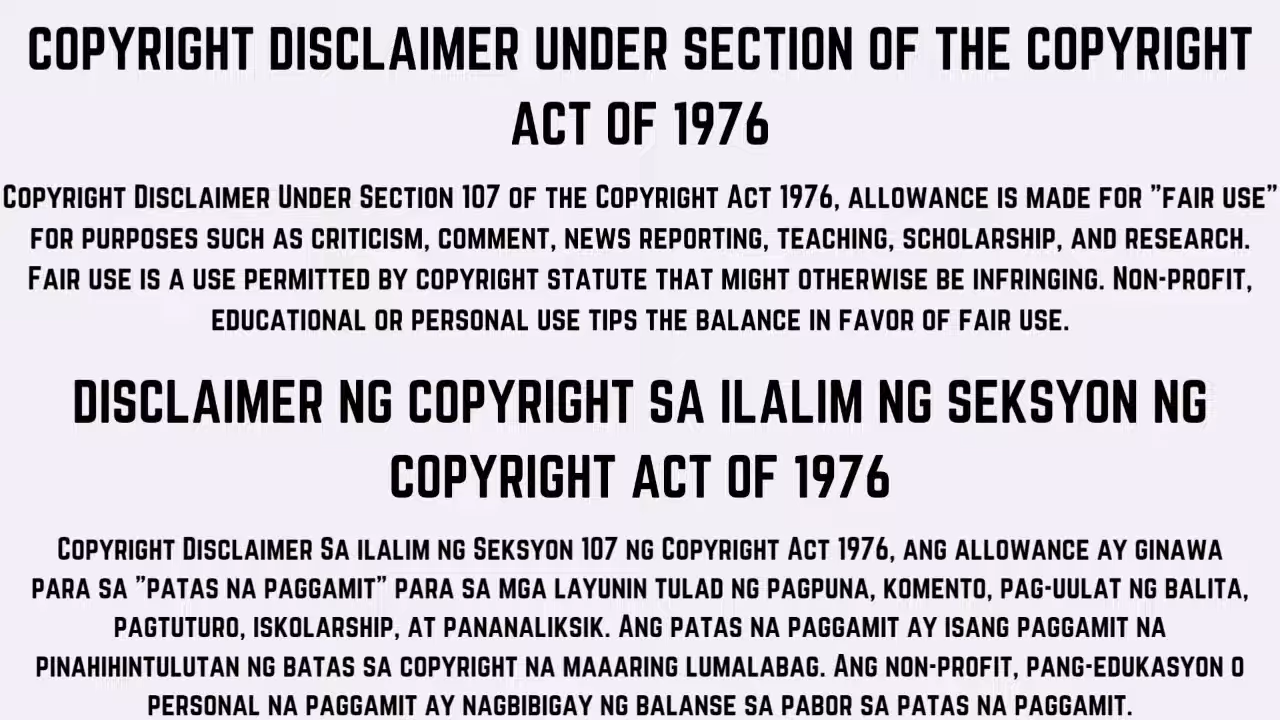 COPYRIGHT DISCLAIMER UNDER SECTION OF THE COPYRIGHT
ACT OF 1976
COPYRIGHT DISCLAIMER UNDER SECTION 107 OF THE COPYRIGHT ACT 1976, ALLOWANCE IS MADE FOR "FAIR USE"
FOR PURPOSES SUCH AS CRITICISM, COMMENT, NEWS REPORTING, TEACHING, SCHOLARSHIP, AND RESEARCH.
FAIR USE IS A USE PERMITTED BY COPYRIGHT STATUTE THAT MIGHT OTHERWISE BE INFRINGING. NON-PROFIT,
EDUCATIONAL OR PERSONAL USE TIPS THE BALANCE IN FAVOR OF FAIR USE.
DISCLAIMER NG COPYRIGHT SA ILALIM NG SEKSYON NG
COPYRIGHT ACT OF 1976
COPYRIGHT DISCLAIMER SA ILALIM NG SEKSYON 107 NG COPYRIGHT ACT 1976, ANG ALLOWANCE AY GINAWA
PARA SA "PATAS NA PAGGAMIT" PARA SA MGA LAYUNIN TULAD NG PAGPUNA, KOMENTO, PAG-UULAT NG BALITA,
PAGTUTURO, ISKOLARSHIP, AT PANANALIKSIK. ANG PATAS NA PAGGAMIT AY ISANG PAGGAMIT NA
PINAHIHINTULUTAN NG BATAS SA COPYRIGHT NA MAAARING LUMALABAG. ANG NON-PROFIT, PANG-EDUKASYON O
PERSONAL NA PAGGAMIT AY NAGBIBIGAY NG BALANSE SA PABOR SA PATAS NA PAGGAMIT.